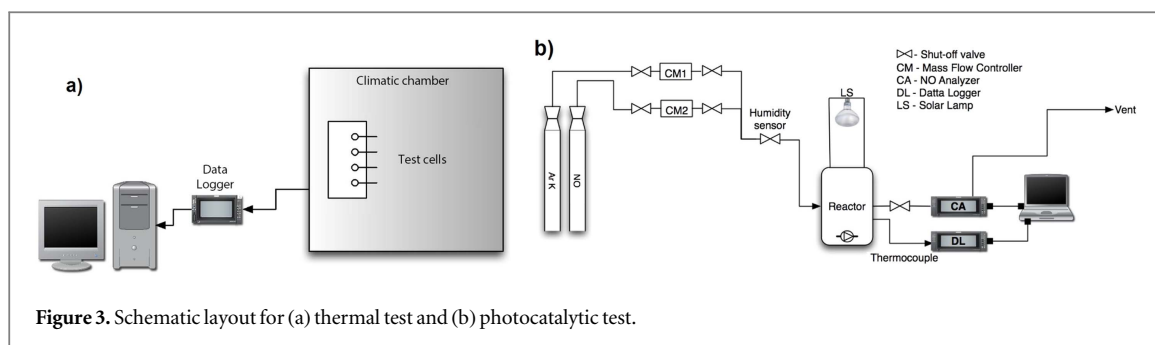 a)
Climatic chamber
Test cells
Data
Logger
b)
CM1
CM2
Humidity
sensor
LS
-Shut-off valve
CM - Mass Flow Controller
CA - NO Analyzer
DL - Datta Logger
LS - Solar Lamp
Vent
Ar K
NO
Reactor
CA
DL
Thermocouple
Figure 3. Schematic layout for (a) thermal test and (b) photocatalytic test.